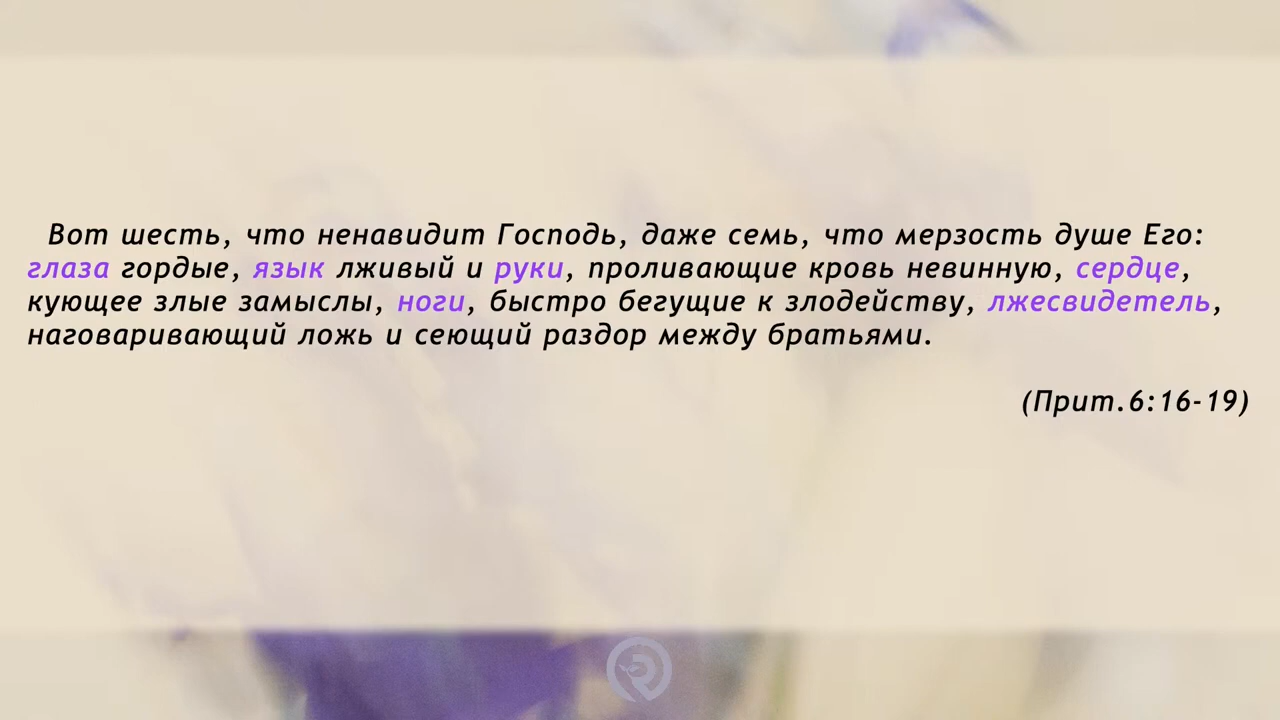 Вот шесть, что ненавидит Господь, даже семь, что мерзость душе Его:
глаза гордые, язык лживый и руки, проливающие кровь невинную, сердце,
кующее злые замыслы, ноги, быстро бегущие к злодейству, лжесвидетель,
наговаривающий ложь и сеющий раздор между братьями.
(Прит.6:16-19)